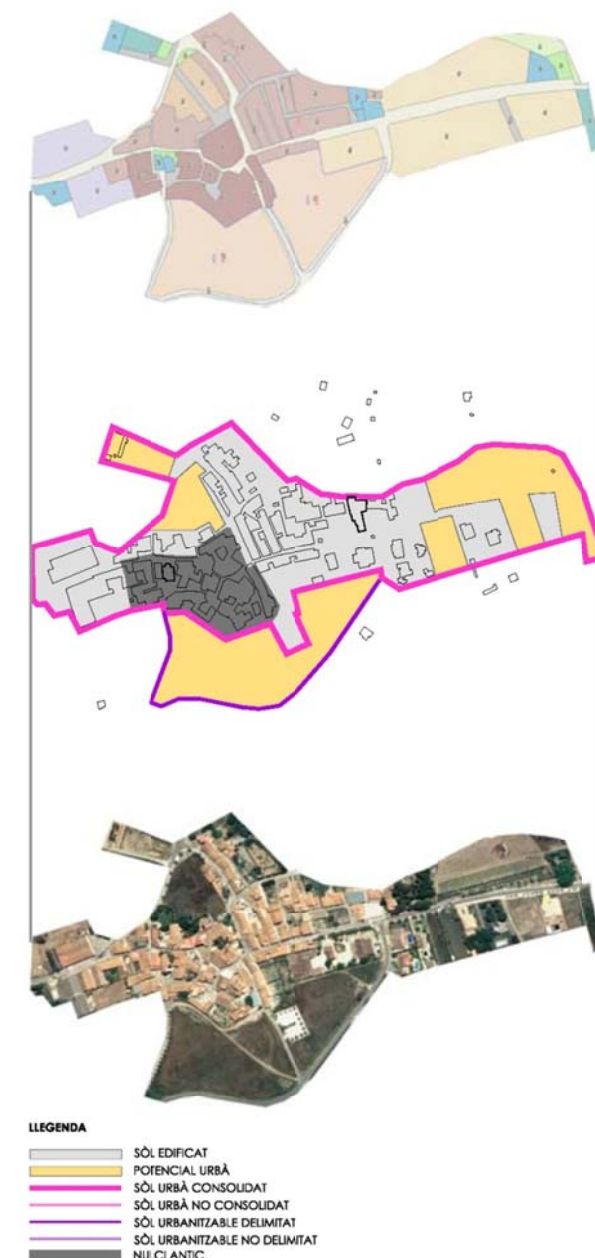 LLEGENDA
SÒL EDIFICAT
POTENCIAL URBÀ
SÒL URBÀ CONSOLIDAT
SÒL URBÀ NO CONSOLIDAT
SÒL URBANITZABLE DELIMITAT
SÒL URBANITZABLE NO DELIMITAT
NUCLANTIC